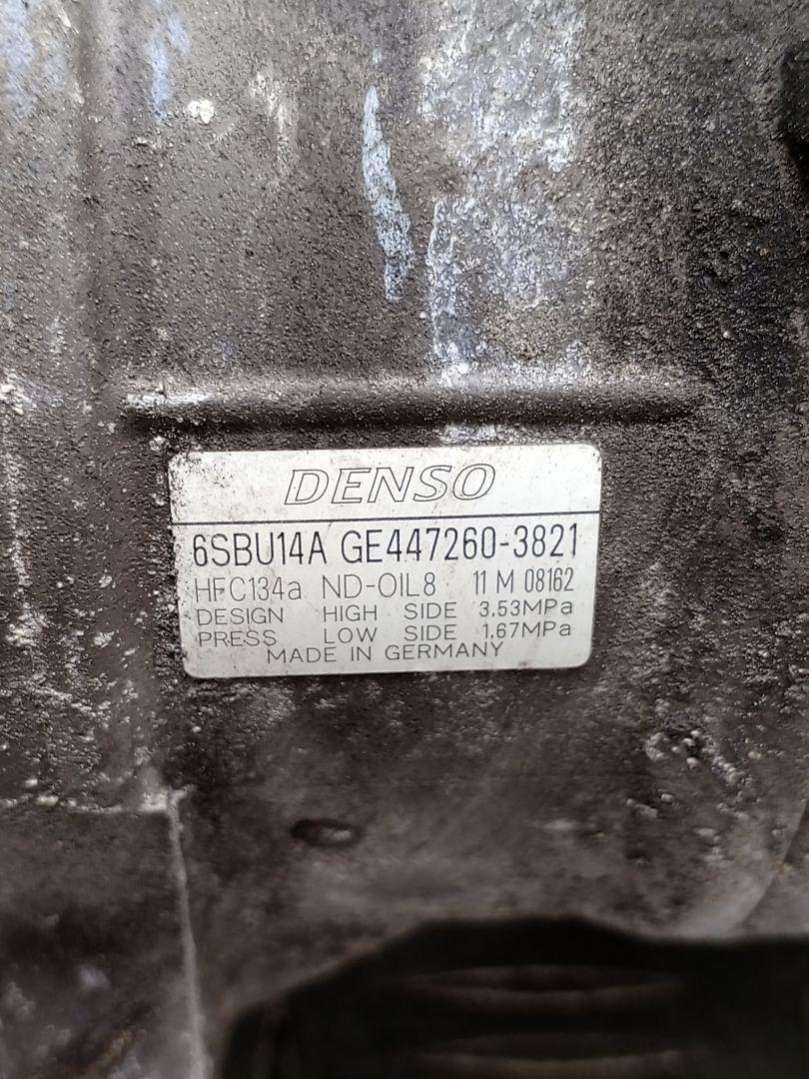 DENSO
6SBU14A GE447260-3821
HFC134a ND-OIL8 11 M 08162
DESIGN HIGH SIDE 3.53MPa
PRESS LOW SIDE 1.67MPa
MADE IN GERMANY